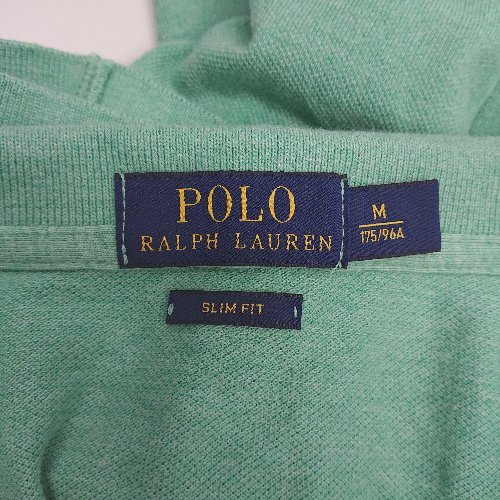 POLO
RALPH LAUREN
M
175/96A
SLIM FIT